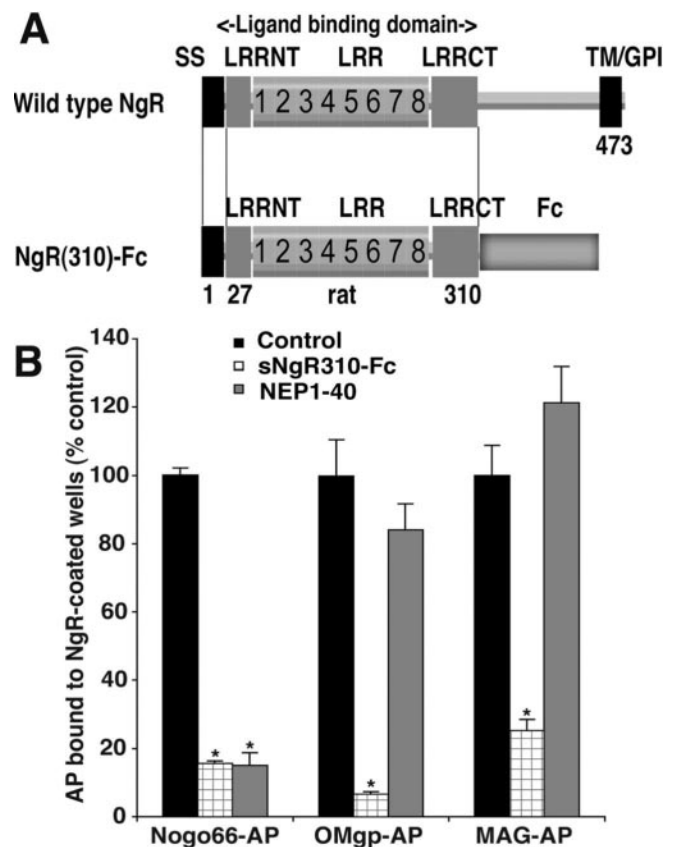 A
<-Ligand binding domain->
SS LRRNT LRR LRRCT TM/GPI
Wild type NgR 1 2 3 4 5 6 7 8
473
LRRNT LRR LRRCT Fc
NgR(310)-Fc 1 2 3 4 5 6 7 8
1 27 rat 310
B
AP bound to NgR-coated wells (% control)
140
120
100
80
60
40
20
0
Control
sNgR310-Fc
NEP1-40
* *
*
*
Nogo66-AP OMgp-AP MAG-AP